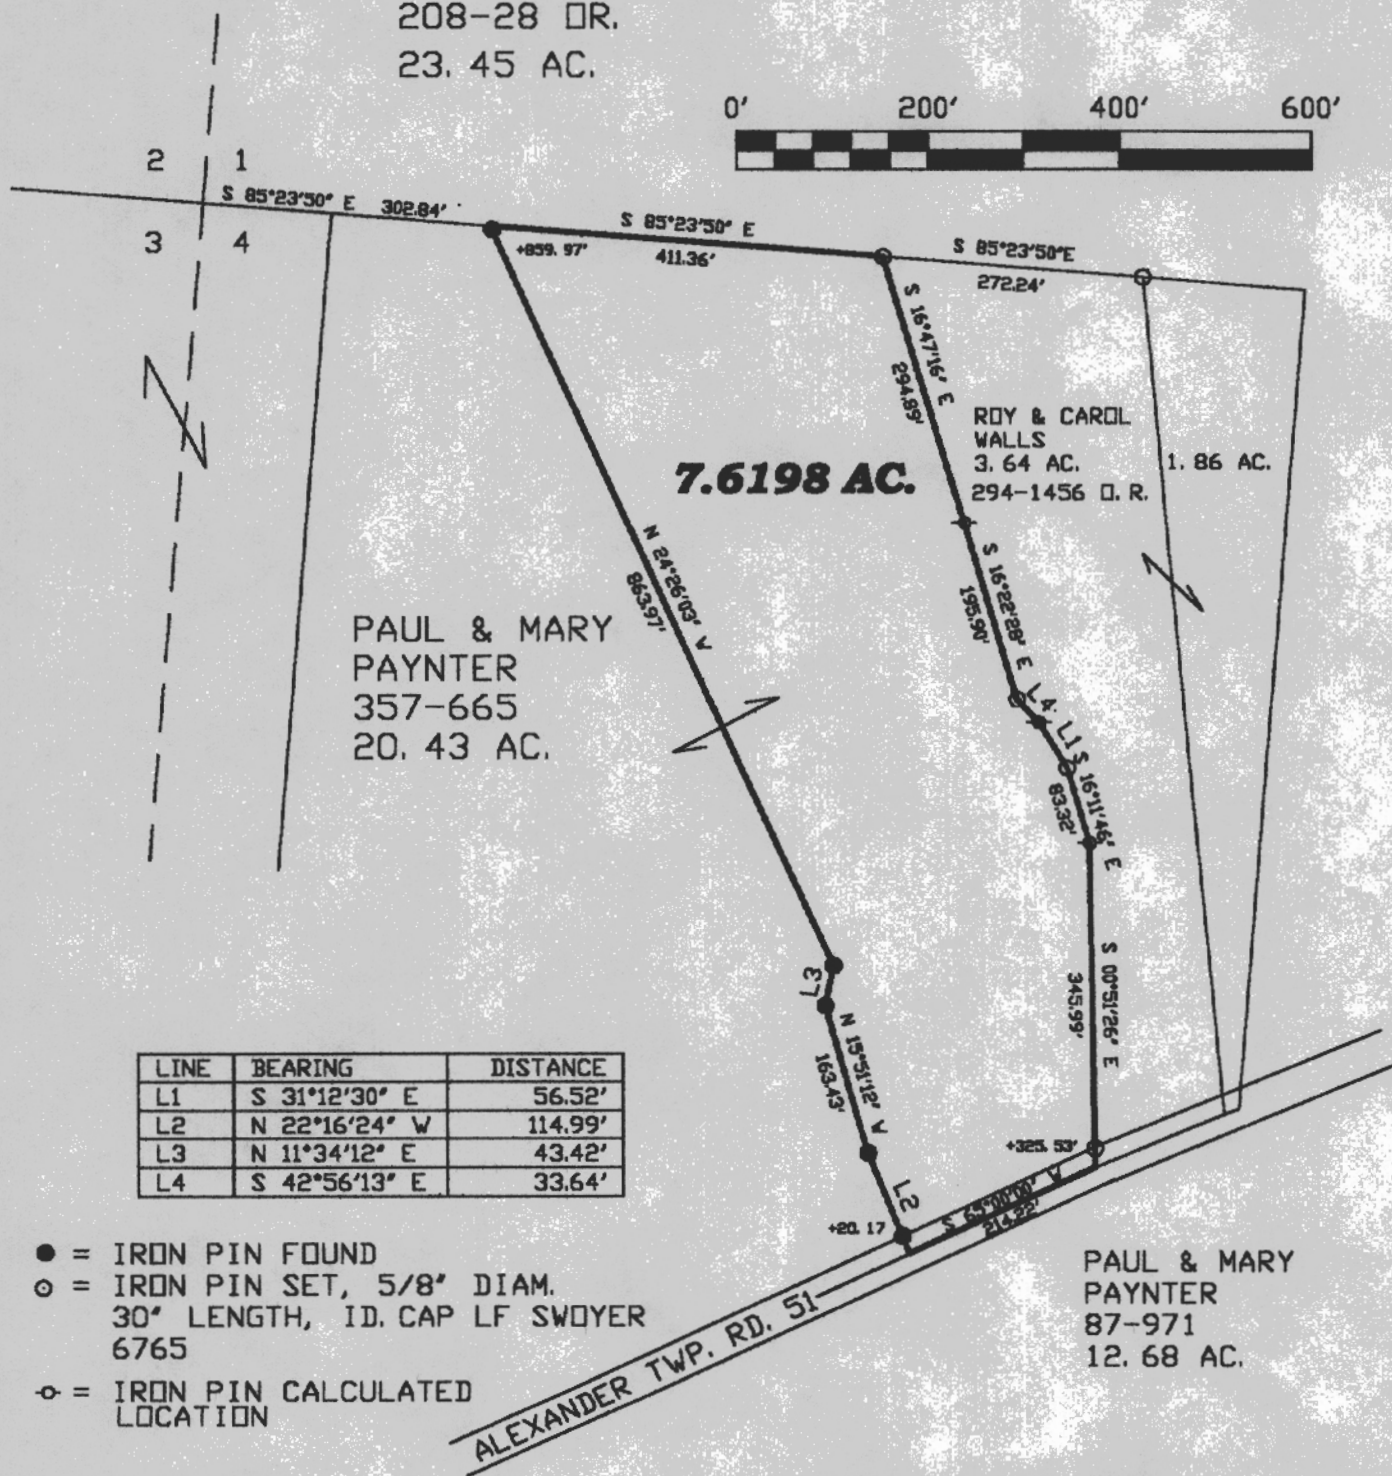 208-28 OR.
23.45 AC.
0' 200' 400' 600'
2 1
3 4
S 85°23'50" E 302.84'
+859.97'
S 85°23'50" E
411.36'
S 85°23'50"E
272.24'
S 16°47'16" E
294.89'
ROY & CAROL
WALLS
3.64 AC.
294-1456 O.R.
1.86 AC.
7.6198 AC.
N 24°26'03" W
863.97'
S 16°22'28" E
195.90'
PAUL & MARY
PAYNTER
357-665
20.43 AC.
L4
L1
S 16°11'46" E
83.32'
S 00°51'26" E
345.99'
L3
N 15°51'12" W
163.43'
L2
+325.53'
+20.17
S 65°00'00" W
214.22'
LINE BEARING DISTANCE
L1 S 31°12'30" E 56.52'
L2 N 22°16'24" W 114.99'
L3 N 11°34'12" E 43.42'
L4 S 42°56'13" E 33.64'
= IRON PIN FOUND
= IRON PIN SET, 5/8" DIAM.
30" LENGTH, ID. CAP LF SWOYER
6765
= IRON PIN CALCULATED
LOCATION
ALEXANDER TWP. RD. 51
PAUL & MARY
PAYNTER
87-971
12.68 AC.